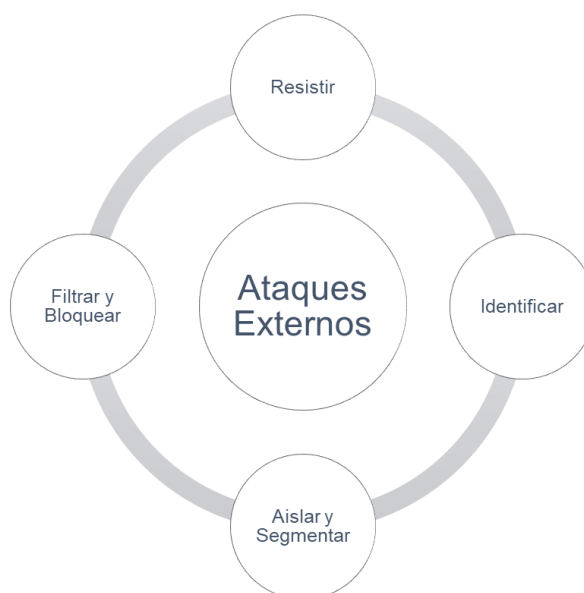 Resistir
Filtrar y
Bloquear
Ataques
Externos
Identificar
Aislar y
Segmentar